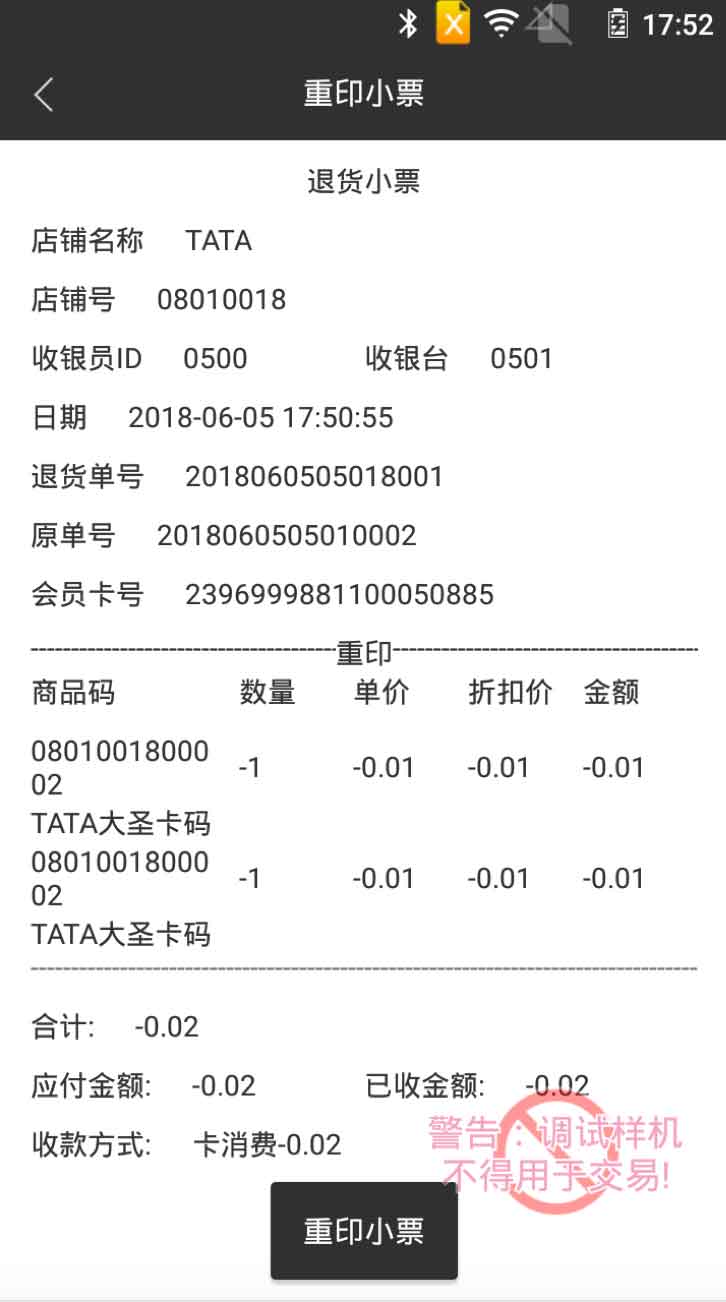 17:52
重印小票
退货小票
店铺名称 TATA
店铺号 08010018
收银员ID 0500 收银台 0501
日期 2018-06-05 17:50:55
退货单号 2018060505018001
原单号 2018060505010002
会员卡号 2396999881100050885
------重印------
商品码 数量 单价 折扣价 金额
08010018000
02 -1 -0.01 -0.01 -0.01
TATA大圣卡码
08010018000
02 -1 -0.01 -0.01 -0.01
TATA大圣卡码
合计: -0.02
应付金额: -0.02 已收金额: -0.02
收款方式: 卡消费-0.02
警告：调试样机
不得用于交易!
重印小票